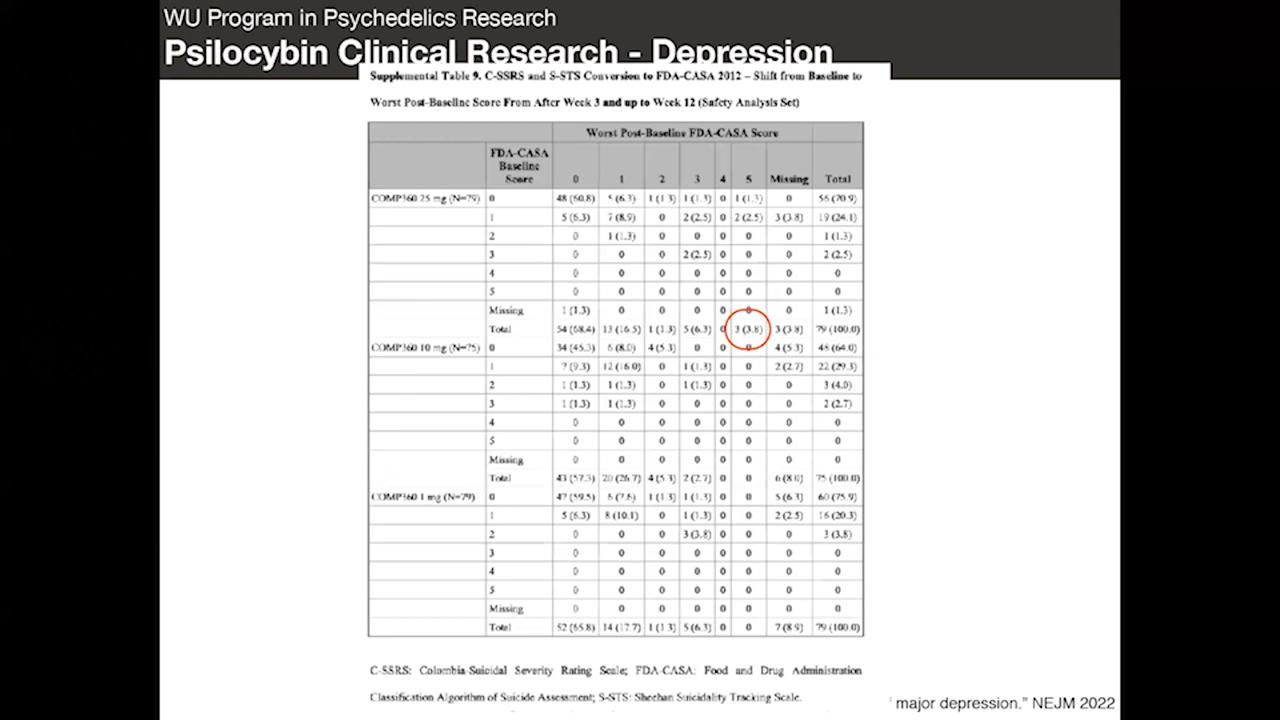 WU Program in Psychedelics Research
Psilocybin Clinical Research - Depression
Supplemental Table 9. C-SSRS and S-STS Conversion to FDA-CASA 2012 – Shift from Baseline to
Worst Post-Baseline Score From After Week 3 and up to Week 12 (Safety Analysis Set)
Worst Post-Baseline FDA-CASA Score
FDA-CASA Baseline Score 0 1 2 3 4 5 Missing Total
COMP360 25 mg (N=79) 0 48 (60.8) 5 (6.3) 1 (1.3) 1 (1.3) 0 1 (1.3) 0 56 (70.9)
1 5 (6.3) 7 (8.9) 0 2 (2.5) 0 2 (2.5) 3 (3.8) 19 (24.1)
2 0 1 (1.3) 0 0 0 0 0 1 (1.3)
3 0 0 0 2 (2.5) 0 0 0 2 (2.5)
4 0 0 0 0 0 0 0 0
5 0 0 0 0 0 0 0 0
Missing 1 (1.3) 0 0 0 0 0 0 1 (1.3)
Total 54 (68.4) 13 (16.5) 1 (1.3) 5 (6.3) 0 3 (3.8) 3 (3.8) 79 (100.0)
COMP360 10 mg (N=75) 0 34 (45.3) 6 (8.0) 4 (5.3) 0 0 0 4 (5.3) 48 (64.0)
1 7 (9.3) 12 (16.0) 0 1 (1.3) 0 0 2 (2.7) 22 (29.3)
2 1 (1.3) 1 (1.3) 0 1 (1.3) 0 0 0 3 (4.0)
3 1 (1.3) 1 (1.3) 0 0 0 0 0 2 (2.7)
4 0 0 0 0 0 0 0 0
5 0 0 0 0 0 0 0 0
Missing 0 0 0 0 0 0 0 0
Total 43 (57.3) 20 (26.7) 4 (5.3) 2 (2.7) 0 0 6 (8.0) 75 (100.0)
COMP360 1 mg (N=79) 0 47 (59.5) 6 (7.6) 1 (1.3) 1 (1.3) 0 0 5 (6.3) 60 (75.9)
1 5 (6.3) 8 (10.1) 0 1 (1.3) 0 0 2 (2.5) 16 (20.3)
2 0 0 0 3 (3.8) 0 0 0 3 (3.8)
3 0 0 0 0 0 0 0 0
4 0 0 0 0 0 0 0 0
5 0 0 0 0 0 0 0 0
Missing 0 0 0 0 0 0 0 0
Total 52 (65.8) 14 (17.7) 1 (1.3) 5 (6.3) 0 0 7 (8.9) 79 (100.0)
C-SSRS: Colombia-Suicidal Severity Rating Scale; FDA-CASA: Food and Drug Administration
Classification Algorithm of Suicide Assessment; S-STS: Sheehan Suicidality Tracking Scale.
major depression." NEJM 2022